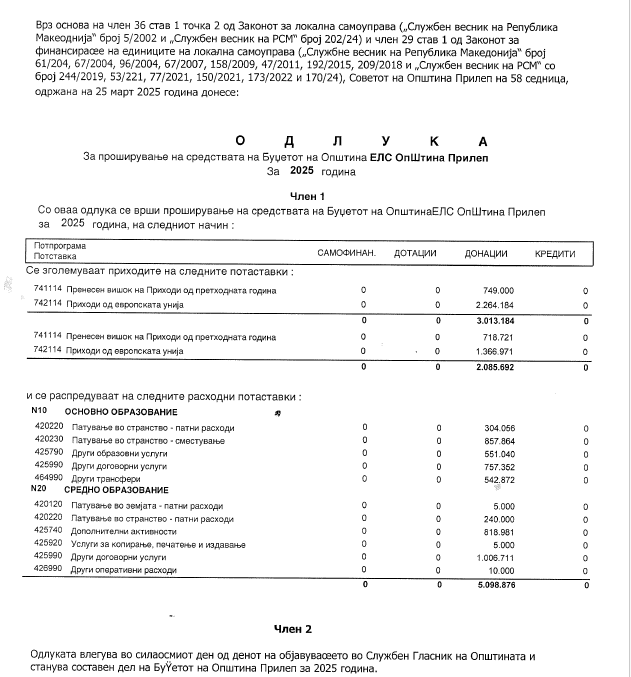 Врз основа на член 36 став 1 точка 2 од Законот за локална самоуправа („Службен весник на Република
Македонија“ број 5/2002 и „Службен весник на РСМ“ број 202/24) и член 29 став 1 од Законот за
финансирасее на единиците на локална самоуправа („Службне весник на Република Македонија“ број
61/204, 67/2004, 96/2004, 67/2007, 158/2009, 47/2011, 192/2015, 209/2018 и „Службен весник на РСМ“ со
број 244/2019, 53/221, 77/2021, 150/2021, 173/2022 и 170/24), Советот на Општина Прилеп на 58 седница,
одржана на 25 март 2025 година донесе:
О Д Л У К А
За проширување на средствата на Буџетот на Општина ЕЛС ОпШтина Прилеп
За 2025 година
Член 1
Со оваа одлука се врши проширување на средствата на Буџетот на ОпштинаЕЛС ОпШтина Прилеп
за 2025 година, на следниот начин :
Потпрограма
Потставка САМОФИНАН. ДОТАЦИИ ДОНАЦИИ КРЕДИТИ
Се зголемуваат приходите на следните потаставки :
741114 Пренесен вишок на Приходи од претходната година 0 0 749.000 0
742114 Приходи од европската унија 0 0 2.264.184 0
0 0 3.013.184 0
741114 Пренесен вишок на Приходи од претходната година 0 0 718.721 0
742114 Приходи од европската унија 0 0 1.366.971 0
0 0 2.085.692 0
и се распредуваат на следните расходни потаставки :
N10 ОСНОВНО ОБРАЗОВАНИЕ
420220 Патување во странство - патни расходи 0 0 304.056 0
420230 Патување во странство - сместување 0 0 857.864 0
425790 Други образовни услуги 0 0 551.040 0
425990 Други договорни услуги 0 0 757.352 0
464990 Други трансфери 0 0 542.872 0
N20 СРЕДНО ОБРАЗОВАНИЕ
420120 Патување во земјата - патни расходи 0 0 5.000 0
420220 Патување во странство - патни расходи 0 0 240.000 0
425740 Дополнителни активности 0 0 818.981 0
425920 Услуги за копирање, печатење и издавање 0 0 5.000 0
425990 Други договорни услуги 0 0 1.006.711 0
426990 Други оперативни расходи 0 0 10.000 0
0 0 5.098.876 0
Член 2
Одлуката влегува во силаосмиот ден од денот на објавувасето во Службен Гласник на Општината и
станува составен дел на БуЎетот на Општина Прилеп за 2025 година.